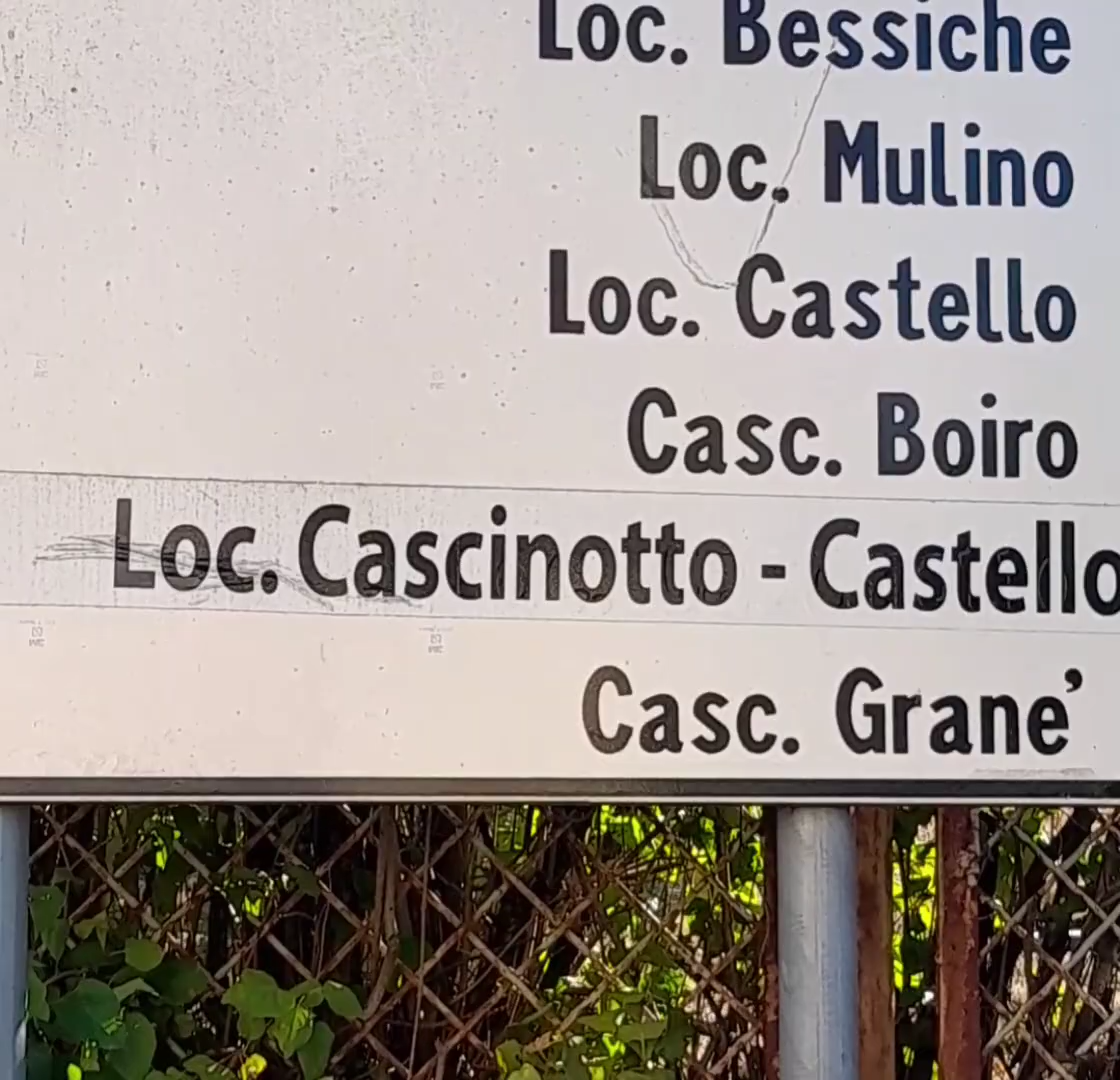 Loc. Bessiche
Loc. Mulino
Loc. Castello
Casc. Boiro
Loc. Cascinotto - Castello
Casc. Grane'